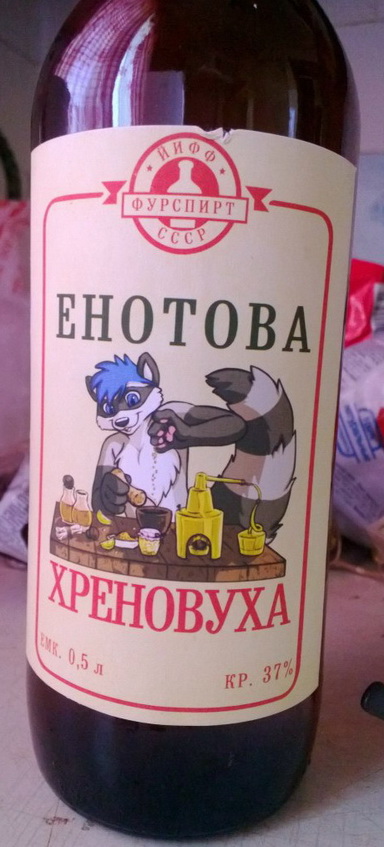 ЙИФФ
ФУРСПИРТ
СССР
ЕНОТОВА
ХРЕНОВУХА
ЕМК. 0,5 л
КР. 37%